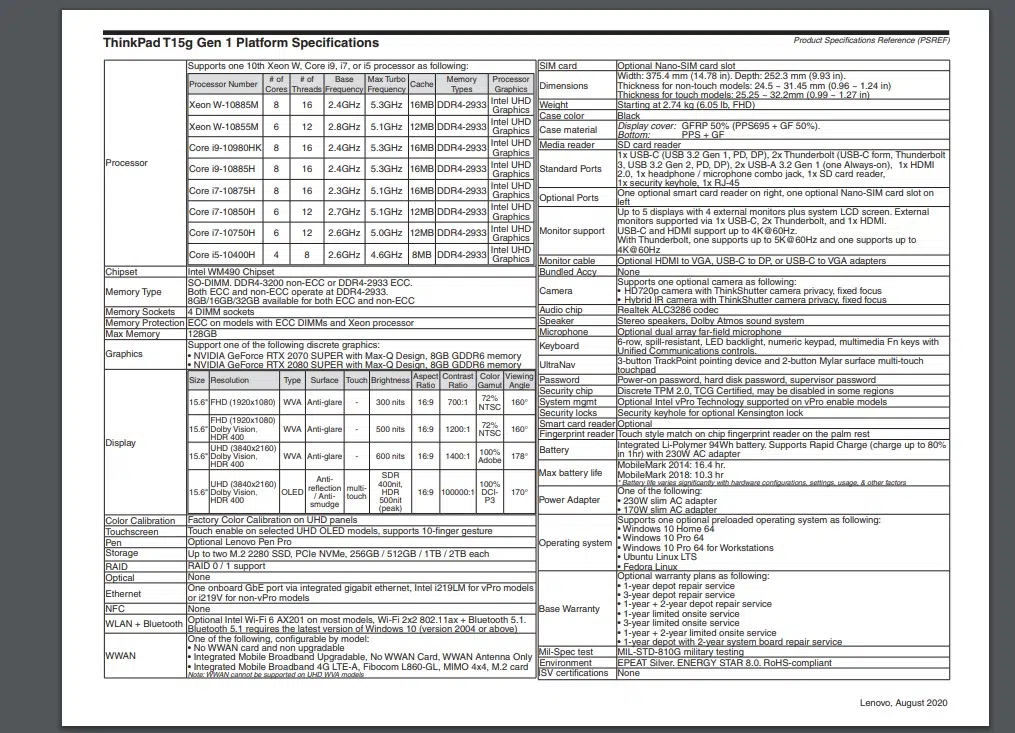 ThinkPad T15g Gen 1 Platform Specifications
Product Specifications Reference (PSREF)
Processor
Supports one 10th Xeon W, Core i9, i7, or i5 processor as following:
Processor Number # of Cores # of Threads Base Frequency Max Turbo Frequency Cache Memory Types Processor Graphics
Xeon W-10885M 8 16 2.4GHz 5.3GHz 16MB DDR4-2933 Intel UHD Graphics
Xeon W-10855M 6 12 2.8GHz 5.1GHz 12MB DDR4-2933 Intel UHD Graphics
Core i9-10980HK 8 16 2.4GHz 5.3GHz 16MB DDR4-2933 Intel UHD Graphics
Core i9-10885H 8 16 2.4GHz 5.3GHz 16MB DDR4-2933 Intel UHD Graphics
Core i7-10875H 8 16 2.3GHz 5.1GHz 16MB DDR4-2933 Intel UHD Graphics
Core i7-10850H 6 12 2.7GHz 5.1GHz 12MB DDR4-2933 Intel UHD Graphics
Core i7-10750H 6 12 2.6GHz 5.0GHz 12MB DDR4-2933 Intel UHD Graphics
Core i5-10400H 4 8 2.6GHz 4.6GHz 8MB DDR4-2933 Intel UHD Graphics
Chipset Intel WM490 Chipset
Memory Type
SO-DIMM. DDR4-3200 non-ECC or DDR4-2933 ECC.
Both ECC and non-ECC operate at DDR4-2933.
8GB/16GB/32GB available for both ECC and non-ECC
Memory Sockets 4 DIMM sockets
Memory Protection ECC on models with ECC DIMMs and Xeon processor
Max Memory 128GB
Graphics
Support one of the following discrete graphics:
• NVIDIA GeForce RTX 2070 SUPER with Max-Q Design, 8GB GDDR6 memory
• NVIDIA GeForce RTX 2080 SUPER with Max-Q Design, 8GB GDDR6 memory
Display
Size Resolution Type Surface Touch Brightness Aspect Ratio Contrast Ratio Color Gamut Viewing Angle
15.6" FHD (1920x1080) WVA Anti-glare - 300 nits 16:9 700:1 72% NTSC 160°
15.6" FHD (1920x1080) Dolby Vision, HDR 400 WVA Anti-glare - 500 nits 16:9 1200:1 72% NTSC 160°
15.6" UHD (3840x2160) Dolby Vision, HDR 400 WVA Anti-glare - 600 nits 16:9 1400:1 100% Adobe 178°
15.6" UHD (3840x2160) Dolby Vision, HDR 400 OLED Anti-reflection / Anti-smudge multi-touch SDR 400nit, HDR 500nit (peak) 16:9 100000:1 100% DCI-P3 170°
Color Calibration Factory Color Calibration on UHD panels
Touchscreen Touch enable on selected UHD OLED models, supports 10-finger gesture
Pen Optional Lenovo Pen Pro
Storage Up to two M.2 2280 SSD, PCIe NVMe, 256GB / 512GB / 1TB / 2TB each
RAID RAID 0 / 1 support
Optical None
Ethernet
One onboard GbE port via integrated gigabit ethernet, Intel i219LM for vPro models
or i219V for non-vPro models
NFC None
WLAN + Bluetooth
Optional Intel Wi-Fi 6 AX201 on most models, Wi-Fi 2x2 802.11ax + Bluetooth 5.1.
Bluetooth 5.1 requires the latest version of Windows 10 (version 2004 or above)
WWAN
One of the following, configurable by model:
• No WWAN card and non upgradable
• Integrated Mobile Broadband Upgradable, No WWAN Card, WWAN Antenna Only
• Integrated Mobile Broadband 4G LTE-A, Fibocom L860-GL, MIMO 4x4, M.2 card
Note: WWAN cannot be supported on UHD WVA models
SIM card Optional Nano-SIM card slot
Dimensions
Width: 375.4 mm (14.78 in). Depth: 252.3 mm (9.93 in).
Thickness for non-touch models: 24.5 ~ 31.45 mm (0.96 ~ 1.24 in)
Thickness for touch models: 25.25 ~ 32.2mm (0.99 ~ 1.27 in)
Weight Starting at 2.74 kg (6.05 lb, FHD)
Case color Black
Case material
Display cover: GFRP 50% (PPS695 + GF 50%).
Bottom: PPS + GF
Media reader SD card reader
Standard Ports
1x USB-C (USB 3.2 Gen 1, PD, DP), 2x Thunderbolt (USB-C form, Thunderbolt
3, USB 3.2 Gen 2, PD, DP), 2x USB-A 3.2 Gen 1 (one Always-on), 1x HDMI
2.0, 1x headphone / microphone combo jack, 1x SD card reader,
1x security keyhole, 1x RJ-45
Optional Ports
One optional smart card reader on right, one optional Nano-SIM card slot on
left
Monitor support
Up to 5 displays with 4 external monitors plus system LCD screen. External
monitors supported via 1x USB-C, 2x Thunderbolt, and 1x HDMI.
USB-C and HDMI support up to 4K@60Hz.
With Thunderbolt, one supports up to 5K@60Hz and one supports up to
4K@60Hz
Monitor cable Optional HDMI to VGA, USB-C to DP, or USB-C to VGA adapters
Bundled Accy None
Camera
Supports one optional camera as following:
• HD720p camera with ThinkShutter camera privacy, fixed focus
• Hybrid IR camera with ThinkShutter camera privacy, fixed focus
Audio chip Realtek ALC3286 codec
Speaker Stereo speakers, Dolby Atmos sound system
Microphone Optional dual array far-field microphone
Keyboard
6-row, spill-resistant, LED backlight, numeric keypad, multimedia Fn keys with
Unified Communications controls.
UltraNav
3-button TrackPoint pointing device and 2-button Mylar surface multi-touch
touchpad
Password Power-on password, hard disk password, supervisor password
Security chip Discrete TPM 2.0, TCG Certified, may be disabled in some regions
System mgmt Optional Intel vPro Technology supported on vPro enable models
Security locks Security keyhole for optional Kensington lock
Smart card reader Optional
Fingerprint reader Touch style match on chip fingerprint reader on the palm rest
Battery
Integrated Li-Polymer 94Wh battery. Supports Rapid Charge (charge up to 80%
in 1hr) with 230W AC adapter
Max battery life
MobileMark 2014: 16.4 hr.
MobileMark 2018: 10.3 hr
* Battery life varies significantly with hardware configurations, settings, usage, & other factors
Power Adapter
One of the following:
• 230W slim AC adapter
• 170W slim AC adapter
Operating system
Supports one optional preloaded operating system as following:
• Windows 10 Home 64
• Windows 10 Pro 64
• Windows 10 Pro 64 for Workstations
• Ubuntu Linux LTS
• Fedora Linux
Base Warranty
Optional warranty plans as following:
• 1-year depot repair service
• 3-year depot repair service
• 1-year + 2-year depot repair service
• 1-year limited onsite service
• 3-year limited onsite service
• 1-year + 2-year limited onsite service
• 1-year depot with 2-year system board repair service
Mil-Spec test MIL-STD-810G military testing
Environment EPEAT Silver. ENERGY STAR 8.0. RoHS-compliant
ISV certifications None
Lenovo, August 2020